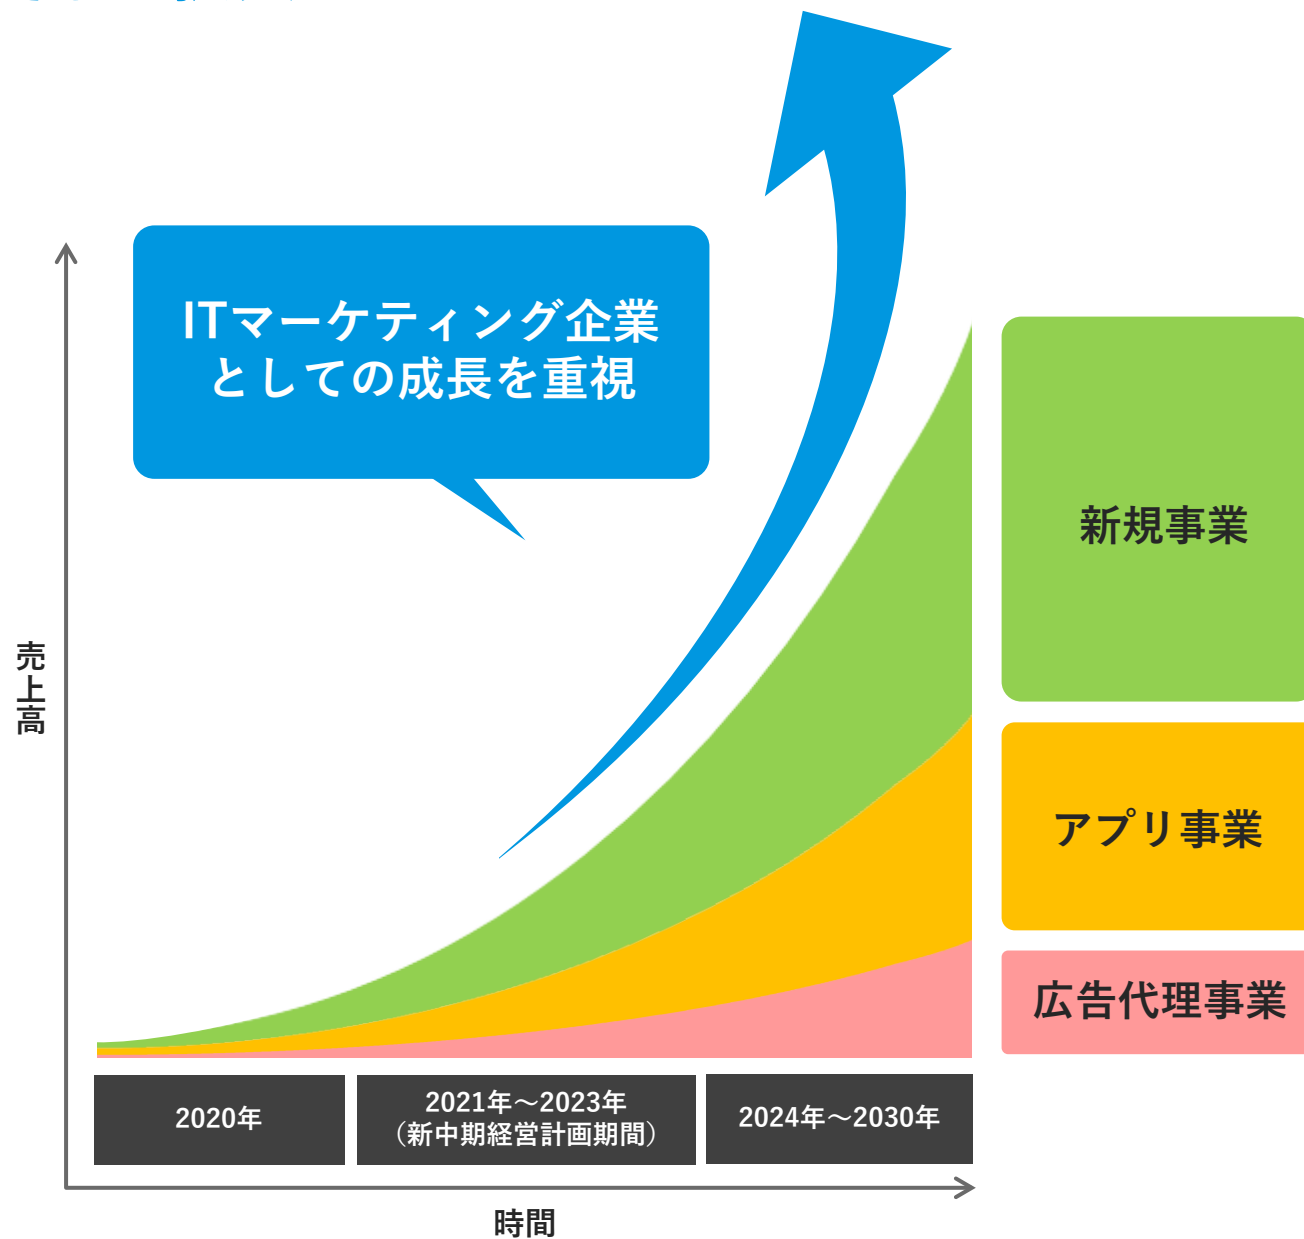 ITマーケティング企業
としての成長を重視
売上高
新規事業
アプリ事業
広告代理事業
2020年
2021年～2023年
（新中期経営計画期間）
2024年～2030年
時間